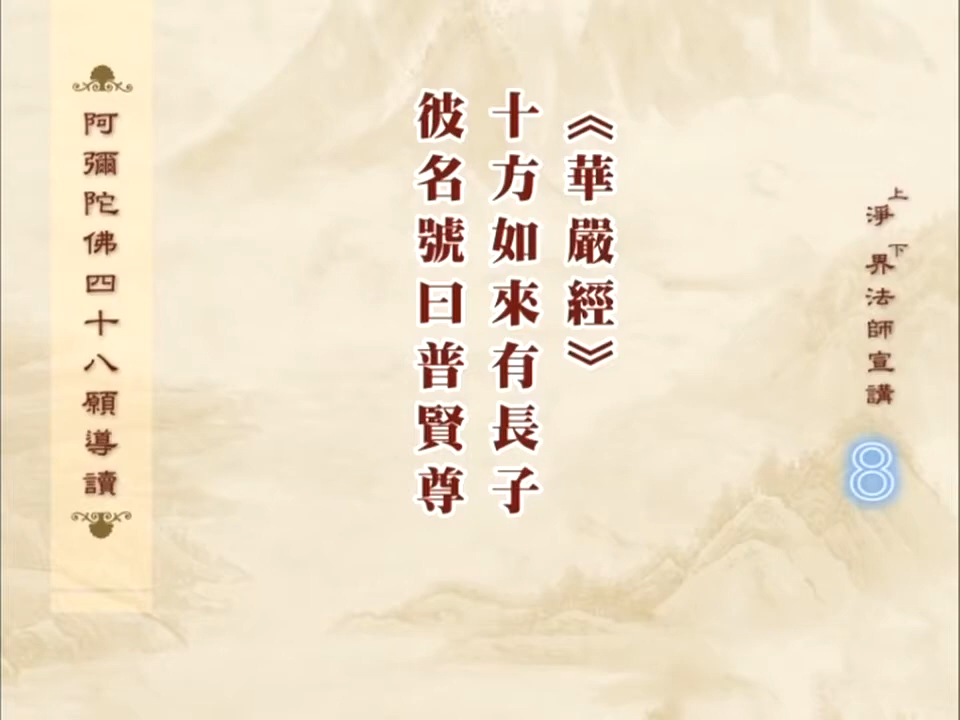 上淨下界法師宣講
8
《華嚴經》
十方如來有長子
彼名號曰普賢尊
阿彌陀佛四十八願導讀